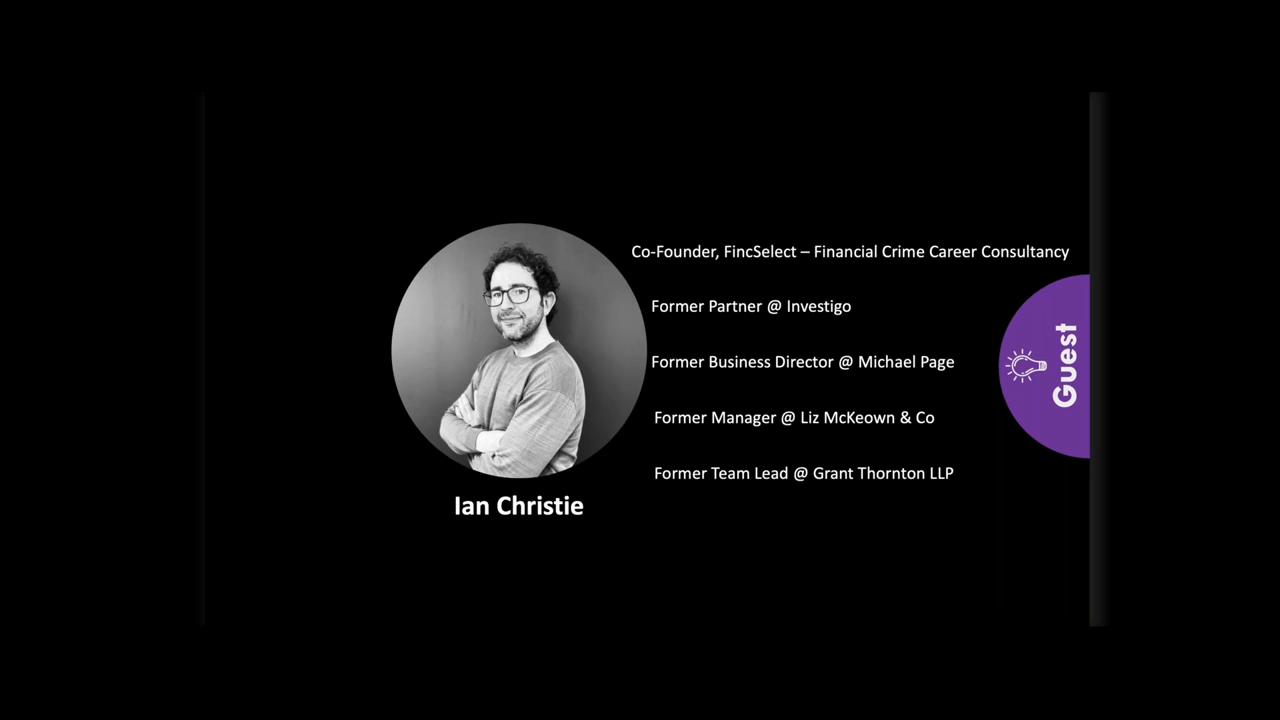 Co-Founder, FincSelect – Financial Crime Career Consultancy
Former Partner @ Investigo
Former Business Director @ Michael Page
Former Manager @ Liz McKeown & Co
Former Team Lead @ Grant Thornton LLP
Ian Christie
Guest